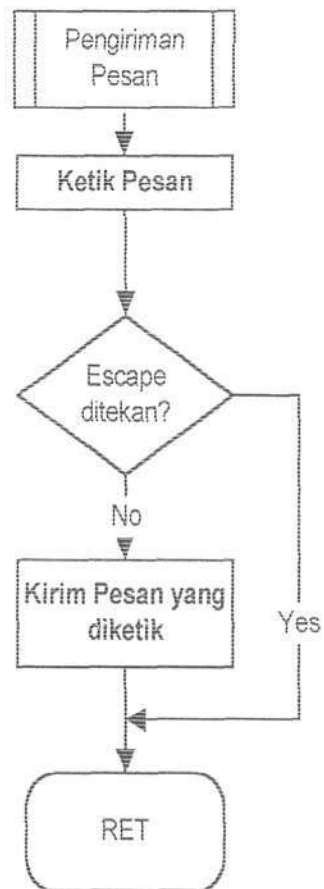 Pengiriman
Pesan
Ketik Pesan
Escape
ditekan?
No
Kirim Pesan yang
diketik
Yes
RET